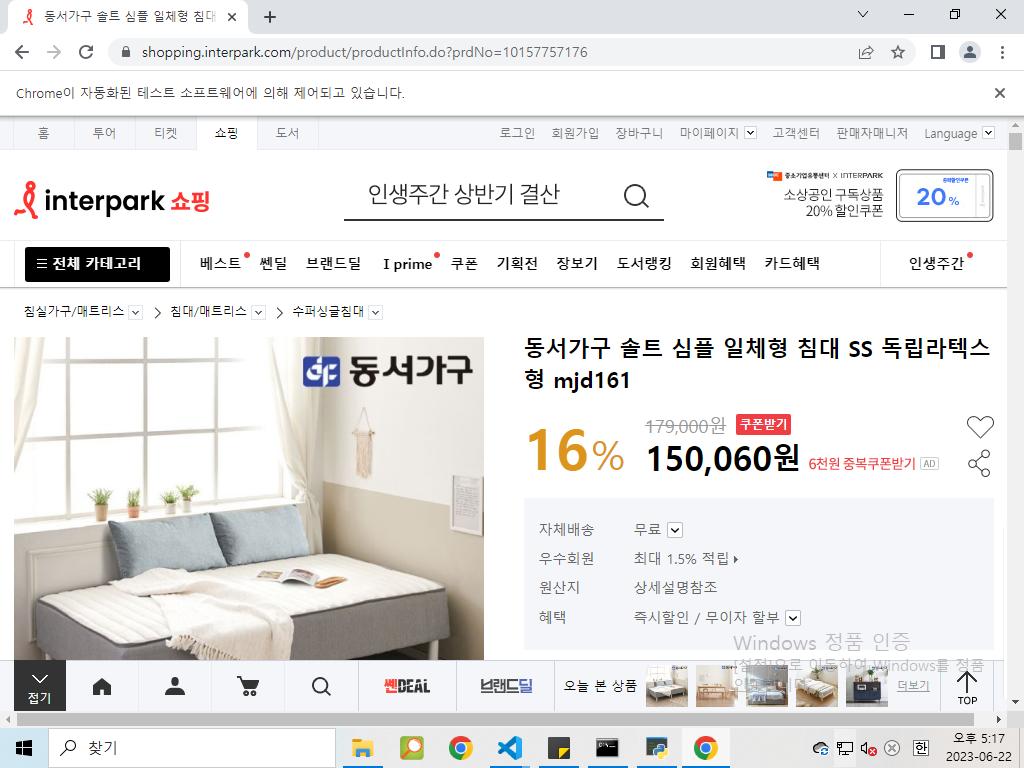 동서가구 솔트 심플 일체형 침대
shopping.interpark.com/product/productInfo.do?prdNo=10157757176
Chrome이 자동화된 테스트 소프트웨어에 의해 제어되고 있습니다.
홈 투어 티켓 쇼핑 도서 로그인 회원가입 장바구니 마이페이지 고객센터 판매자매니저 Language
interpark 쇼핑
인생주간 상반기 결산
중소기업유통센터 X INTERPARK
소상공인 구독상품
20% 할인쿠폰
20%
전체 카테고리 베스트 쎈딜 브랜드딜 I prime 쿠폰 기획전 장보기 도서랭킹 회원혜택 카드혜택 인생주간
침실가구/매트리스 침대/매트리스 수퍼싱글침대
동서가구
동서가구 솔트 심플 일체형 침대 SS 독립라텍스
형 mjd161
16% 179,000원 쿠폰받기
150,060원 6천원 중복쿠폰받기 AD
자체배송 무료
우수회원 최대 1.5% 적립
원산지 상세설명참조
혜택 즉시할인 / 무이자 할부
Windows 정품 인증
[설정]으로 이동하여 Windows를 정품
접기 쎈DEAL 브랜드딜 오늘 본 상품 더보기 TOP
찾기
한
오후 5:17
2023-06-22